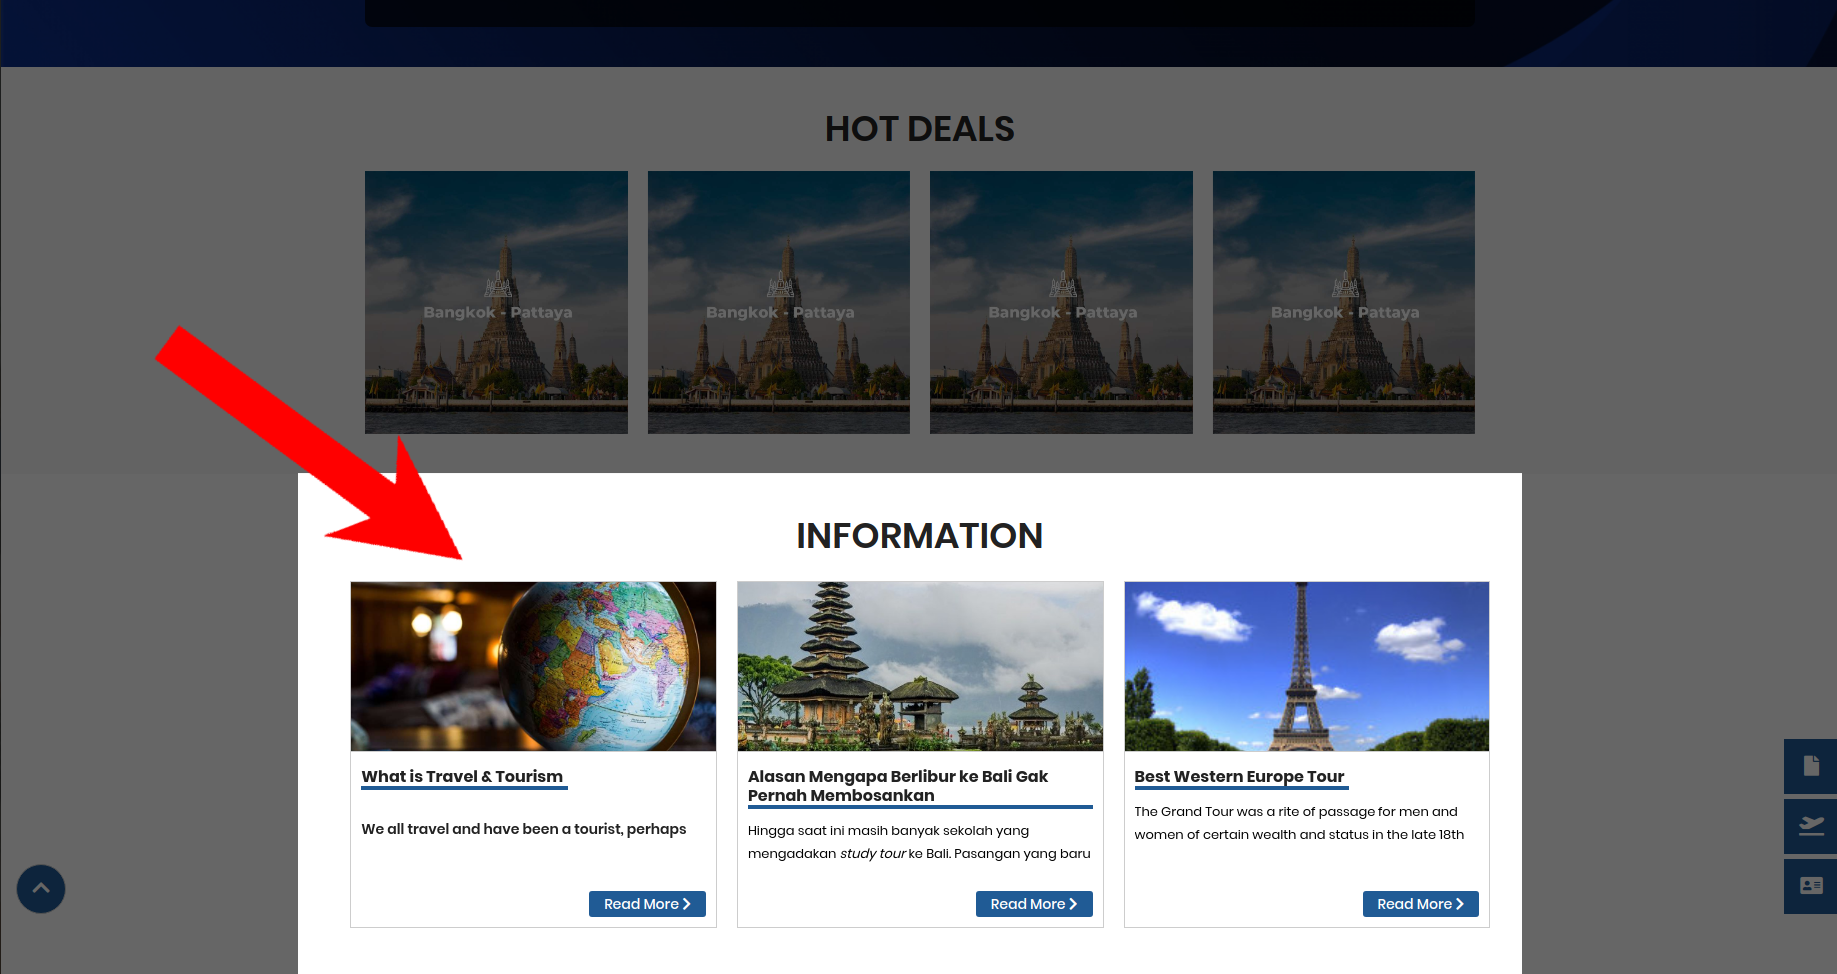 HOT DEALS
Bangkok - Pattaya
Bangkok - Pattaya
Bangkok - Pattaya
Bangkok - Pattaya
INFORMATION
What is Travel & Tourism
We all travel and have been a tourist, perhaps
Read More
Alasan Mengapa Berlibur ke Bali Gak
Pernah Membosankan
Hingga saat ini masih banyak sekolah yang
mengadakan study tour ke Bali. Pasangan yang baru
Read More
Best Western Europe Tour
The Grand Tour was a rite of passage for men and
women of certain wealth and status in the late 18th
Read More